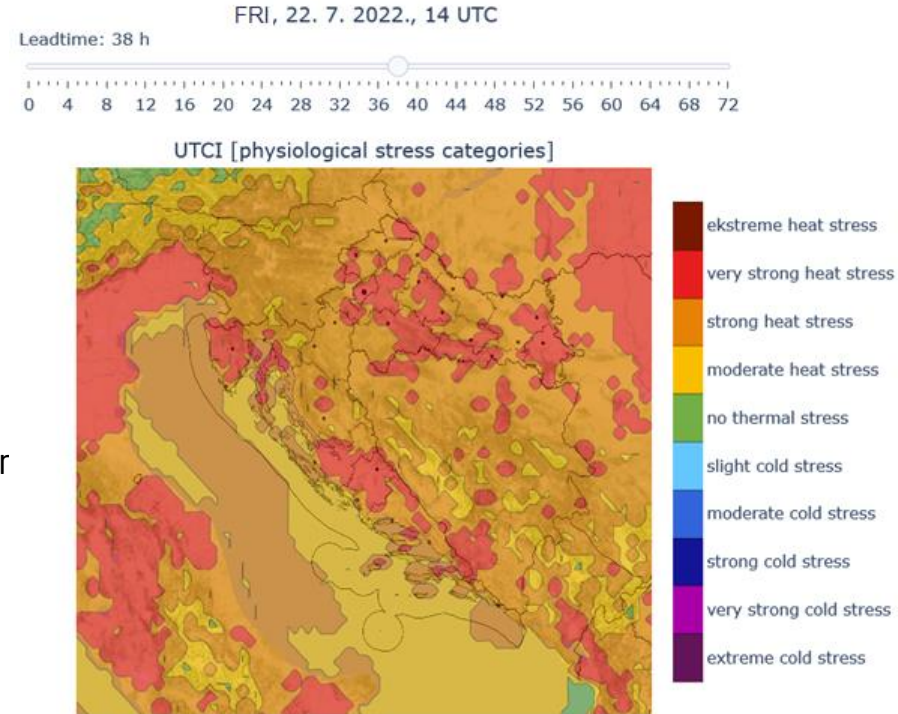 FRI, 22. 7. 2022., 14 UTC
Leadtime: 38 h
0 4 8 12 16 20 24 28 32 36 40 44 48 52 56 60 64 68 72
UTCI [physiological stress categories]
ekstreme heat stress
very strong heat stress
strong heat stress
moderate heat stress
no thermal stress
r
slight cold stress
moderate cold stress
strong cold stress
very strong cold stress
extreme cold stress